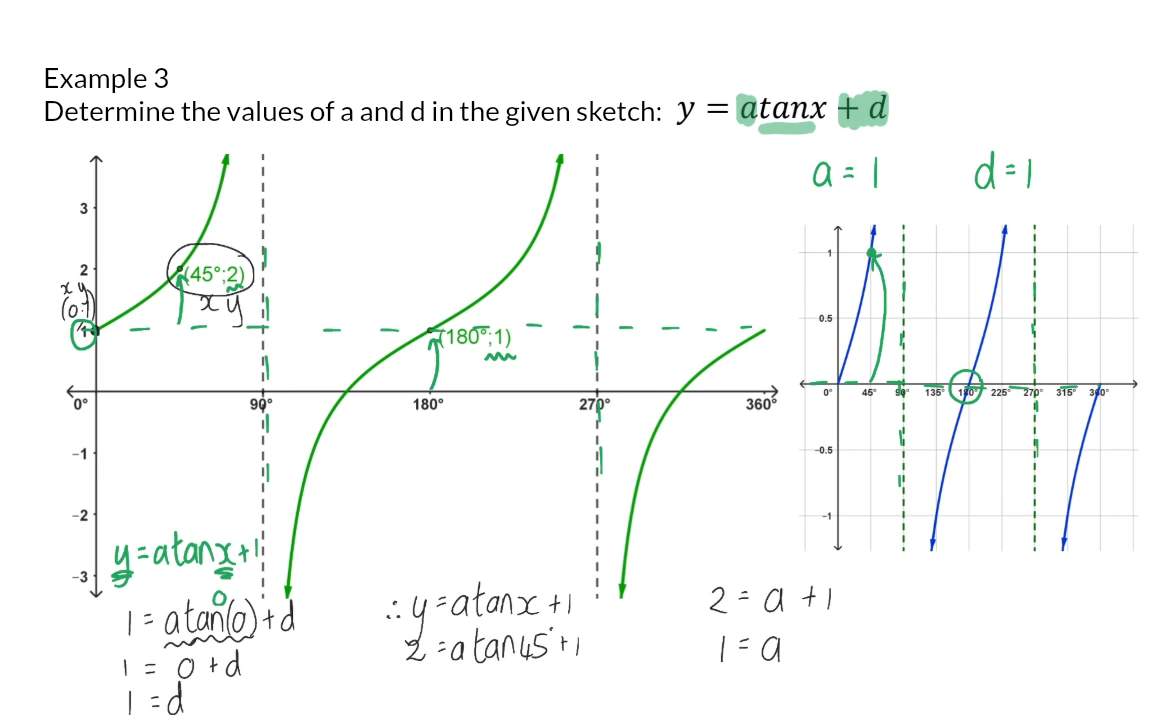 Example 3
Determine the values of a and d in the given sketch: y = atanx + d
a = 1 d = 1
3
2
1
-1
-2
-3
0° 90° 180° 270° 360°
(45°;2)
x y
x y
(0;1)
(180°;1)
1
0.5
-0.5
-1
0° 45° 90° 135° 180° 225° 270° 315° 360°
y = atanx + 1
0
1 = atan(0) + d
1 = 0 + d
1 = d
∴ y = atanx + 1
2 = atan45° + 1
2 = a + 1
1 = a